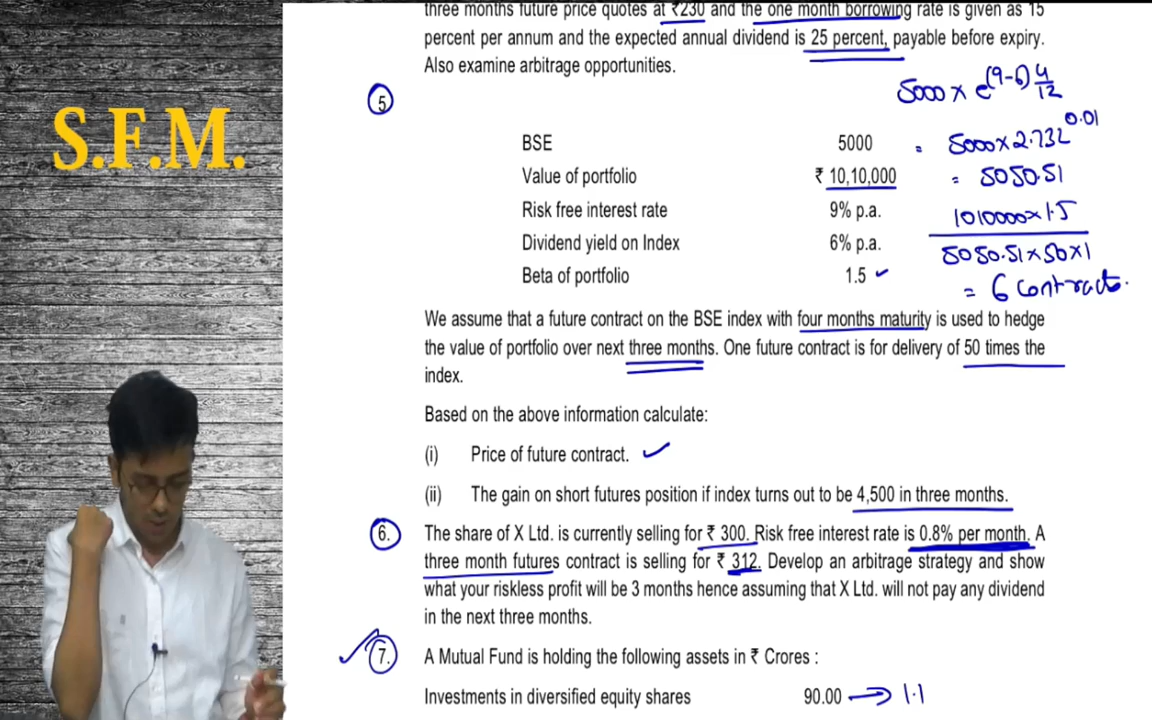 three months future price quotes at ₹230 and the one month borrowing rate is given as 15
percent per annum and the expected annual dividend is 25 percent, payable before expiry.
Also examine arbitrage opportunities.
S.F.M.
5
BSE 5000
Value of portfolio ₹ 10,10,000
Risk free interest rate 9% p.a.
Dividend yield on Index 6% p.a.
Beta of portfolio 1.5
5000 × e(9-6) 4/12
= 5000 × 2.732 0.01
= 5050.51
1010000 × 1.5
5050.51 × 50 × 1
= 6 contracts.
We assume that a future contract on the BSE index with four months maturity is used to hedge
the value of portfolio over next three months. One future contract is for delivery of 50 times the
index.
Based on the above information calculate:
(i) Price of future contract.
(ii) The gain on short futures position if index turns out to be 4,500 in three months.
6. The share of X Ltd. is currently selling for ₹ 300. Risk free interest rate is 0.8% per month. A
three month futures contract is selling for ₹ 312. Develop an arbitrage strategy and show
what your riskless profit will be 3 months hence assuming that X Ltd. will not pay any dividend
in the next three months.
7. A Mutual Fund is holding the following assets in ₹ Crores :
Investments in diversified equity shares 90.00 → 1.1